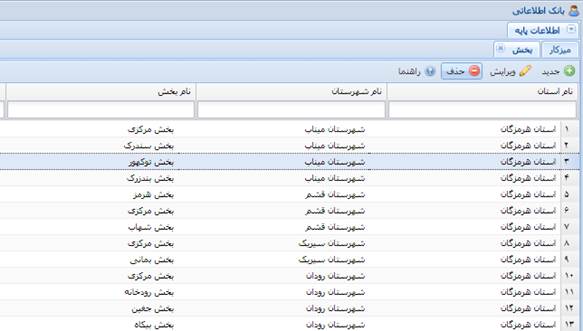 بانک اطلاعاتی
اطلاعات پایه
میزکار بخش
جدید ویرایش حذف راهنما
نام استان نام شهرستان نام بخش
۱ استان هرمزگان شهرستان میناب بخش مرکزی
۲ استان هرمزگان شهرستان میناب بخش سندرک
۳ استان هرمزگان شهرستان میناب بخش توکهور
۴ استان هرمزگان شهرستان میناب بخش بندزرک
۵ استان هرمزگان شهرستان قشم بخش هرمز
۶ استان هرمزگان شهرستان قشم بخش مرکزی
۷ استان هرمزگان شهرستان قشم بخش شهاب
۸ استان هرمزگان شهرستان سیریک بخش مرکزی
۹ استان هرمزگان شهرستان سیریک بخش بمانی
۱۰ استان هرمزگان شهرستان رودان بخش مرکزی
۱۱ استان هرمزگان شهرستان رودان بخش رودخانه
۱۲ استان هرمزگان شهرستان رودان بخش جغین
۱۳ استان هرمزگان شهرستان رودان بخش بیکاه